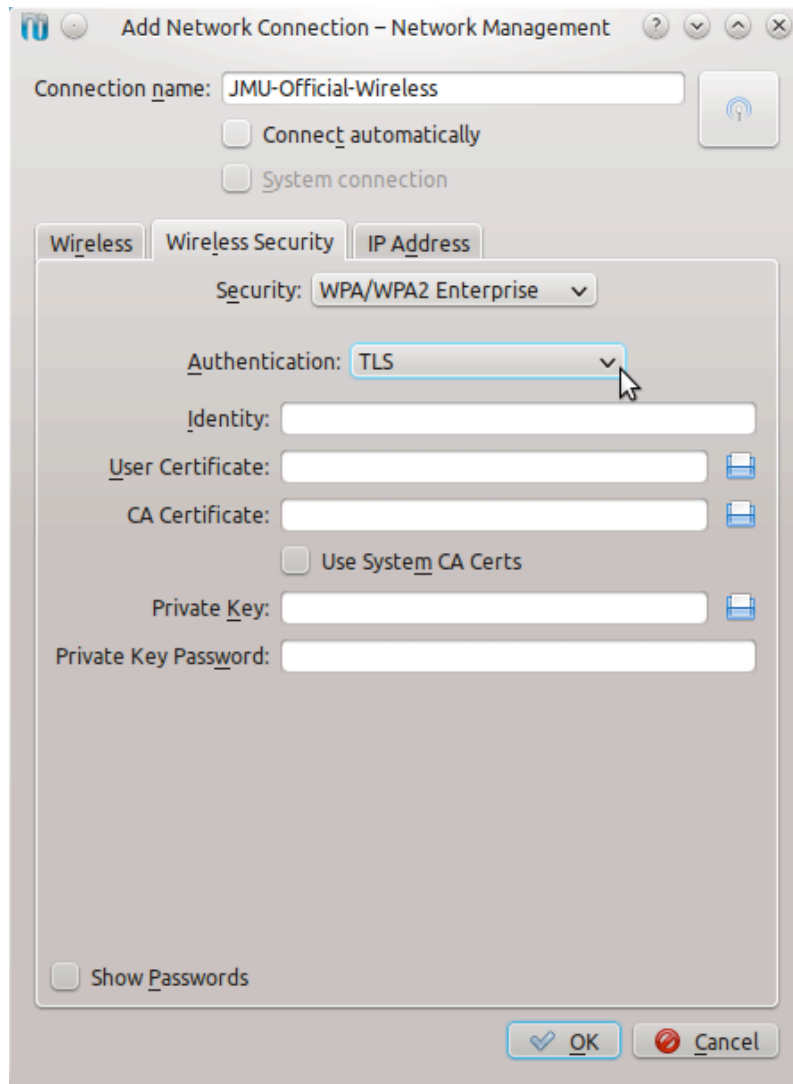 Add Network Connection – Network Management
Connection name: JMU-Official-Wireless
Connect automatically
System connection
Wireless Wireless Security IP Address
Security: WPA/WPA2 Enterprise
Authentication: TLS
Identity:
User Certificate:
CA Certificate:
Use System CA Certs
Private Key:
Private Key Password:
Show Passwords
OK Cancel